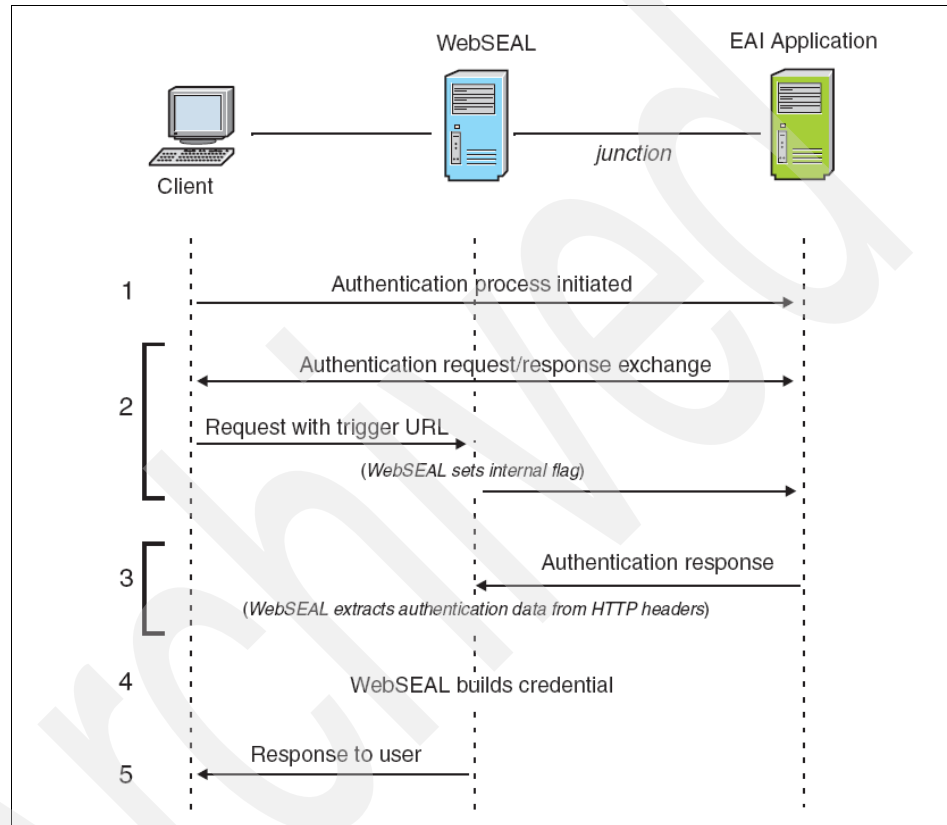 WebSEAL
EAI Application
junction
Client
1
Authentication process initiated
2
Authentication request/response exchange
Request with trigger URL
(WebSEAL sets internal flag)
3
Authentication response
(WebSEAL extracts authentication data from HTTP headers)
4
WebSEAL builds credential
5
Response to user
Archived